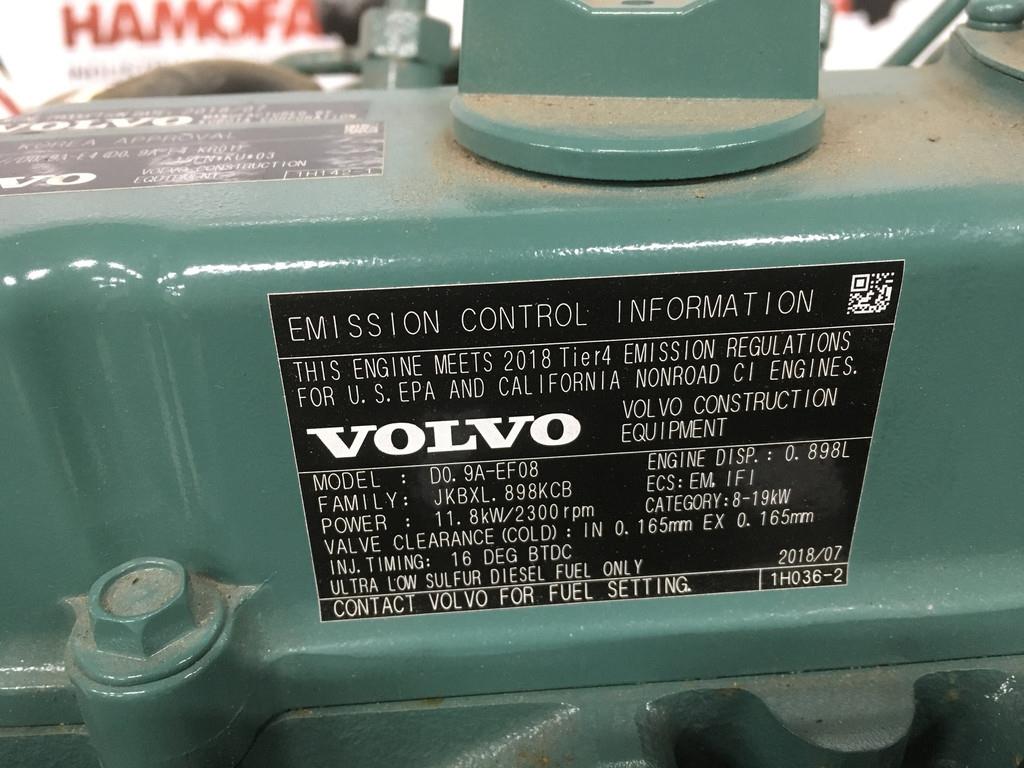 HAMOFA
VOLVO
KOREA APPROVAL
VOLVO CONSTRUCTION
VOLVO
1H142-1
EMISSION CONTROL INFORMATION
THIS ENGINE MEETS 2018 Tier4 EMISSION REGULATIONS
FOR U.S.EPA AND CALIFORNIA NONROAD CI ENGINES.
VOLVO
VOLVO CONSTRUCTION
EQUIPMENT
MODEL : D0.9A-EF08
ENGINE DISP.: 0.898L
FAMILY: JKBXL.898KCB
ECS: EM, IFI
POWER : 11.8kW/2300rpm
CATEGORY:8-19kW
VALVE CLEARANCE(COLD): IN 0.165mm EX 0.165mm
INJ.TIMING: 16 DEG BTDC
ULTRA LOW SULFUR DIESEL FUEL ONLY
2018/07
CONTACT VOLVO FOR FUEL SETTING.
1H036-2